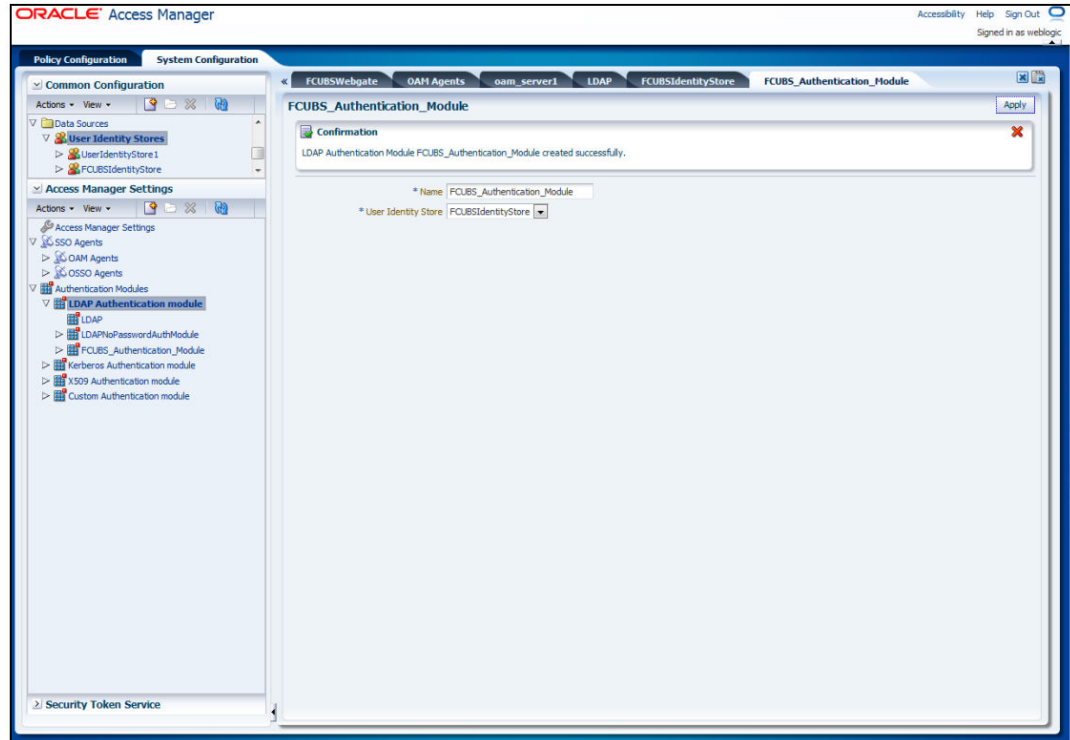 ORACLE Access Manager
Accessibility Help Sign Out
Signed in as weblogic
Policy Configuration System Configuration
Common Configuration
Actions View
Data Sources
User Identity Stores
UserIdentityStore1
FCUBSIdentityStore
Access Manager Settings
Actions View
Access Manager Settings
SSO Agents
OAM Agents
OSSO Agents
Authentication Modules
LDAP Authentication module
LDAP
LDAPNoPasswordAuthModule
FCUBS_Authentication_Module
Kerberos Authentication module
X509 Authentication module
Custom Authentication module
Security Token Service
« FCUBSWebgate OAM Agents oam_server1 LDAP FCUBSIdentityStore FCUBS_Authentication_Module
FCUBS_Authentication_Module Apply
Confirmation
LDAP Authentication Module FCUBS_Authentication_Module created successfully.
* Name FCUBS_Authentication_Module
* User Identity Store FCUBSIdentityStore